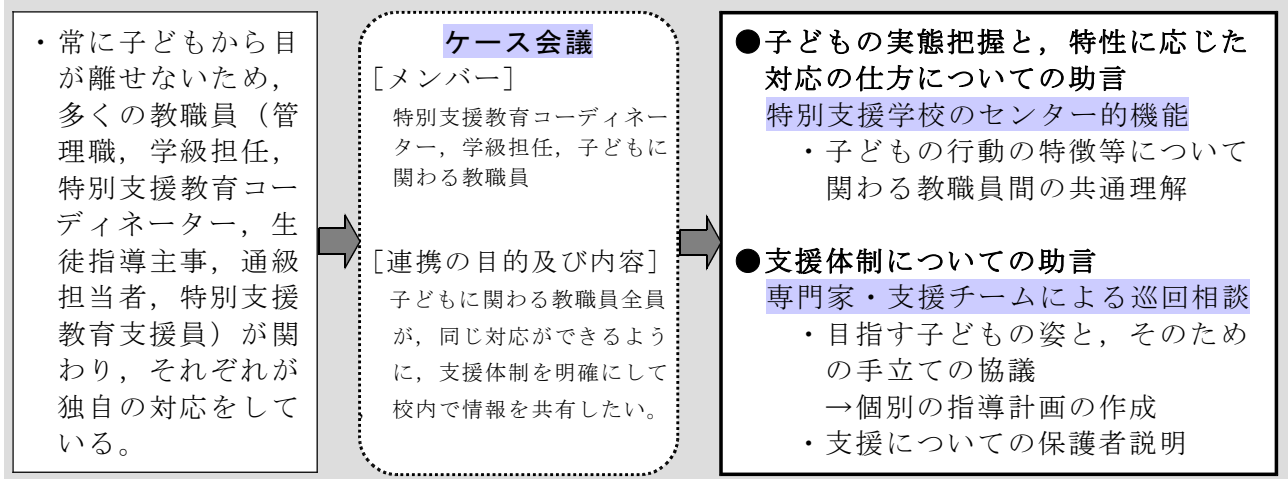 ・常に子どもから目
が離せないため，
多くの教職員（管
理職，学級担任，
特別支援教育コー
ディネーター，生
徒指導主事，通級
担当者，特別支援
教育支援員）が関
わり，それぞれが
独自の対応をして
いる。
ケース会議
［メンバー］
特別支援教育コーディネー
ター，学級担任，子どもに
関わる教職員
［連携の目的及び内容］
子どもに関わる教職員全員
が，同じ対応ができるよう
に，支援体制を明確にして
校内で情報を共有したい。
●子どもの実態把握と，特性に応じた
対応の仕方についての助言
特別支援学校のセンター的機能
・子どもの行動の特徴等について
関わる教職員間の共通理解
●支援体制についての助言
専門家・支援チームによる巡回相談
・目指す子どもの姿と，そのため
の手立ての協議
→個別の指導計画の作成
・支援についての保護者説明